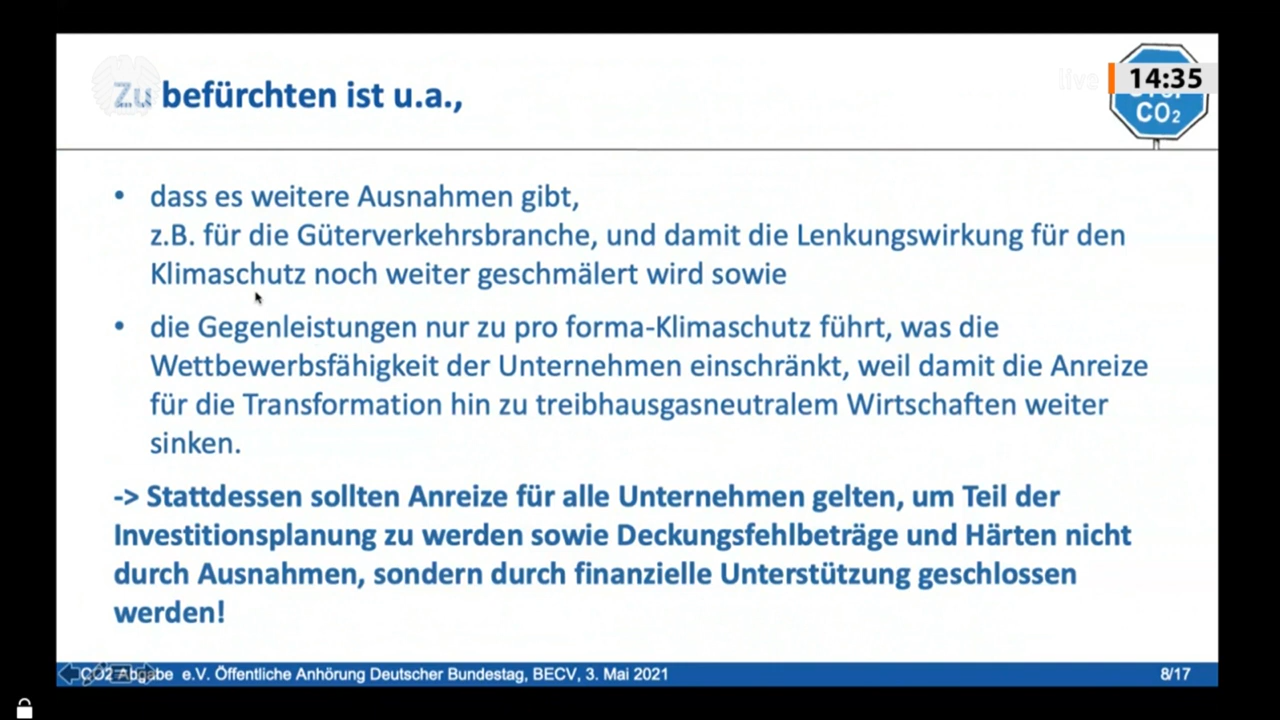 Zu befürchten ist u.a.,
live
14:35
CO2
• dass es weitere Ausnahmen gibt,
z.B. für die Güterverkehrsbranche, und damit die Lenkungswirkung für den
Klimaschutz noch weiter geschmälert wird sowie
• die Gegenleistungen nur zu pro forma-Klimaschutz führt, was die
Wettbewerbsfähigkeit der Unternehmen einschränkt, weil damit die Anreize
für die Transformation hin zu treibhausgasneutralem Wirtschaften weiter
sinken.
-> Stattdessen sollten Anreize für alle Unternehmen gelten, um Teil der
Investitionsplanung zu werden sowie Deckungsfehlbeträge und Härten nicht
durch Ausnahmen, sondern durch finanzielle Unterstützung geschlossen
werden!
CO2 Abgabe e.V. Öffentliche Anhörung Deutscher Bundestag, BECV, 3. Mai 2021
8/17